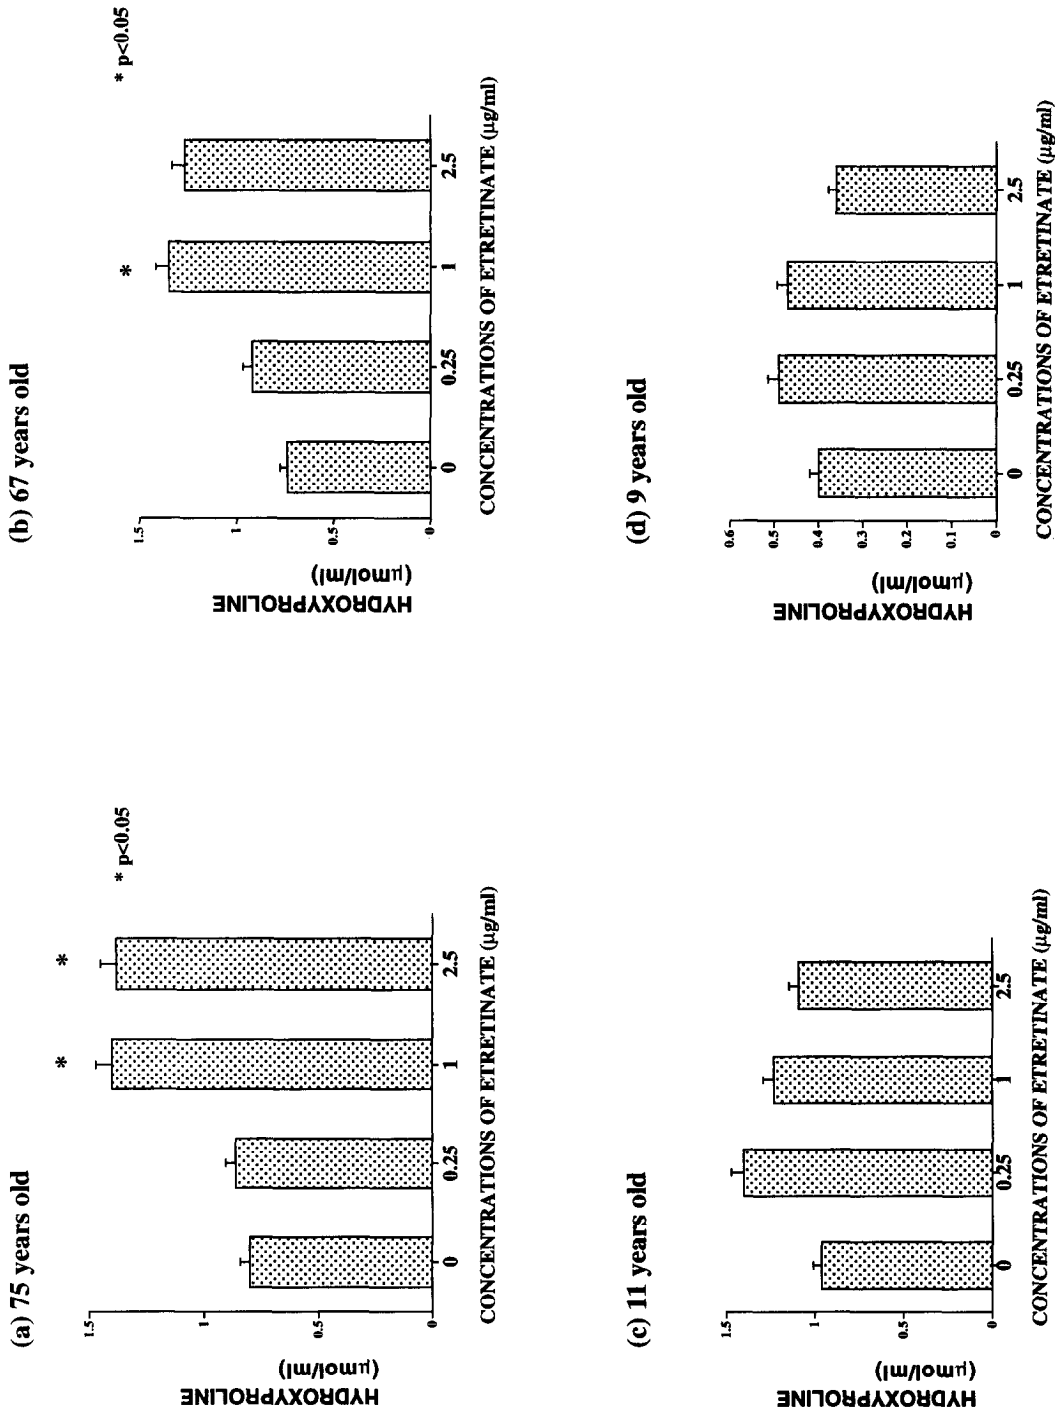 (a) 75 years old
* p<0.05
HYDROXYPROLINE
(µmol/ml)
1.5
1
0.5
0
*
*
0
0.25
1
2.5
CONCENTRATIONS OF ETRETINATE (µg/ml)
(b) 67 years old
* p<0.05
HYDROXYPROLINE
(µmol/ml)
1.5
1
0.5
0
*
0
0.25
1
2.5
CONCENTRATIONS OF ETRETINATE (µg/ml)
(c) 11 years old
HYDROXYPROLINE
(µmol/ml)
1.5
1
0.5
0
0
0.25
1
2.5
CONCENTRATIONS OF ETRETINATE (µg/ml)
(d) 9 years old
HYDROXYPROLINE
(µmol/ml)
0.6
0.5
0.4
0.3
0.2
0.1
0
0
0.25
1
2.5
CONCENTRATIONS OF ETRETINATE (µg/ml)